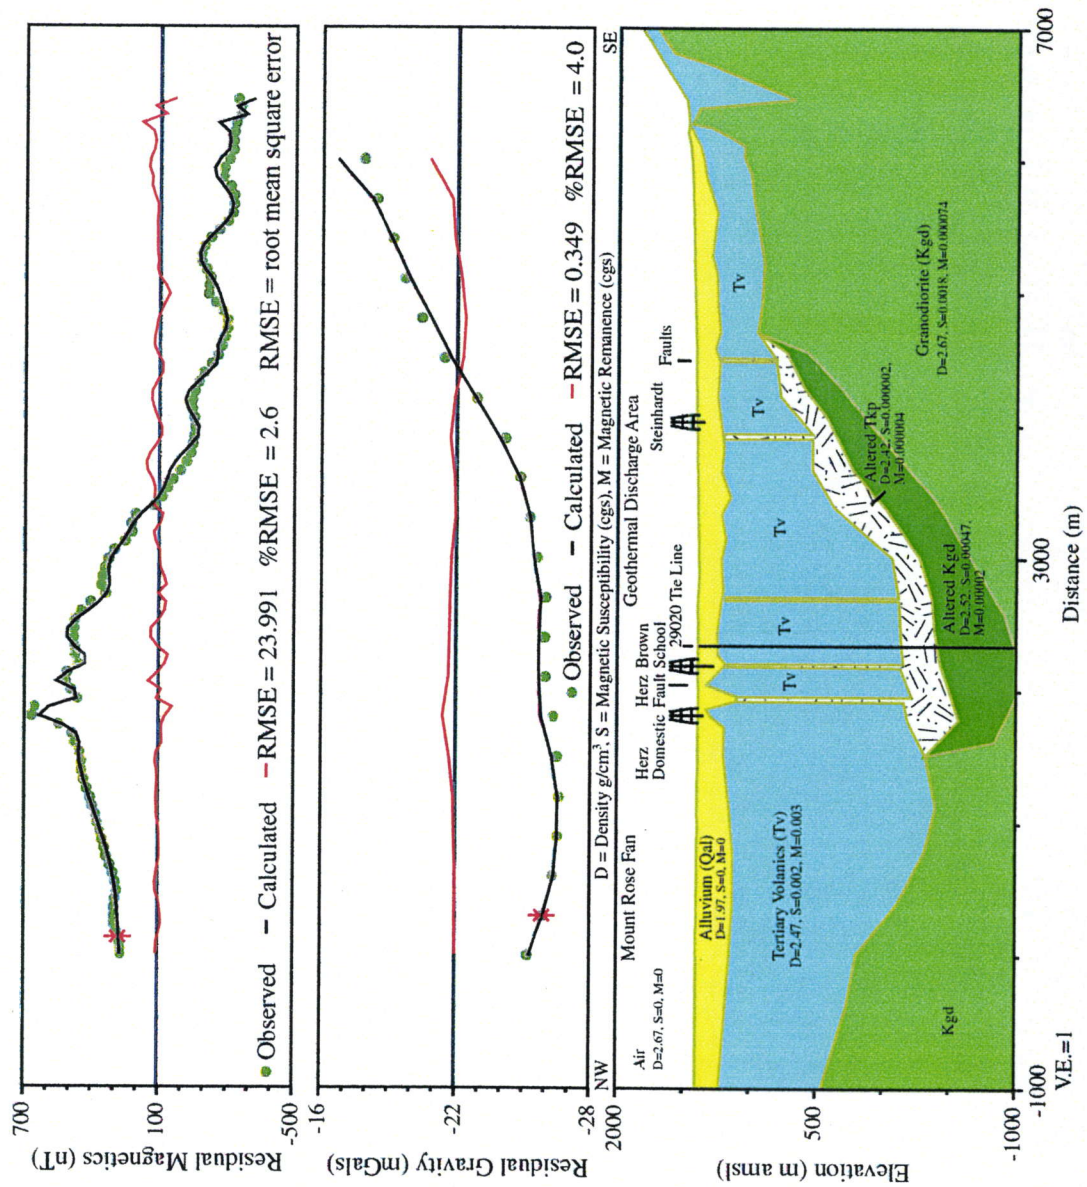 Residual Magnetics (nT)
700
100
-500
Observed – Calculated – RMSE = 23.991 %RMSE = 2.6 RMSE = root mean square error
Residual Gravity (mGals)
-16
-22
-28
Observed – Calculated – RMSE = 0.349 %RMSE = 4.0
NW
D = Density g/cm³, S = Magnetic Susceptibility (cgs), M = Magnetic Remanence (cgs)
SE
Elevation (m amsl)
2000
500
-1000
Air
D=2.67, S=0, M=0
Mount Rose Fan
Herz
Domestic
Herz
Fault
Brown
School
29020 Tie Line
Geothermal Discharge Area
Steinhardt
Faults
Alluvium (Qal)
D=1.97, S=0, M=0
Tertiary Volanics (Tv)
D=2.47, S=0.002, M=0.003
Tv
Tv
Tv
Tv
Tv
Kgd
Altered Kgd
D=2.52, S=0.00047,
M=0.00002
Altered Tkp
D=2.42, S=0.000002,
M=0.000004
Granodiorite (Kgd)
D=2.67, S=0.0018, M=0.000074
-1000
3000
7000
V.E.=1
Distance (m)